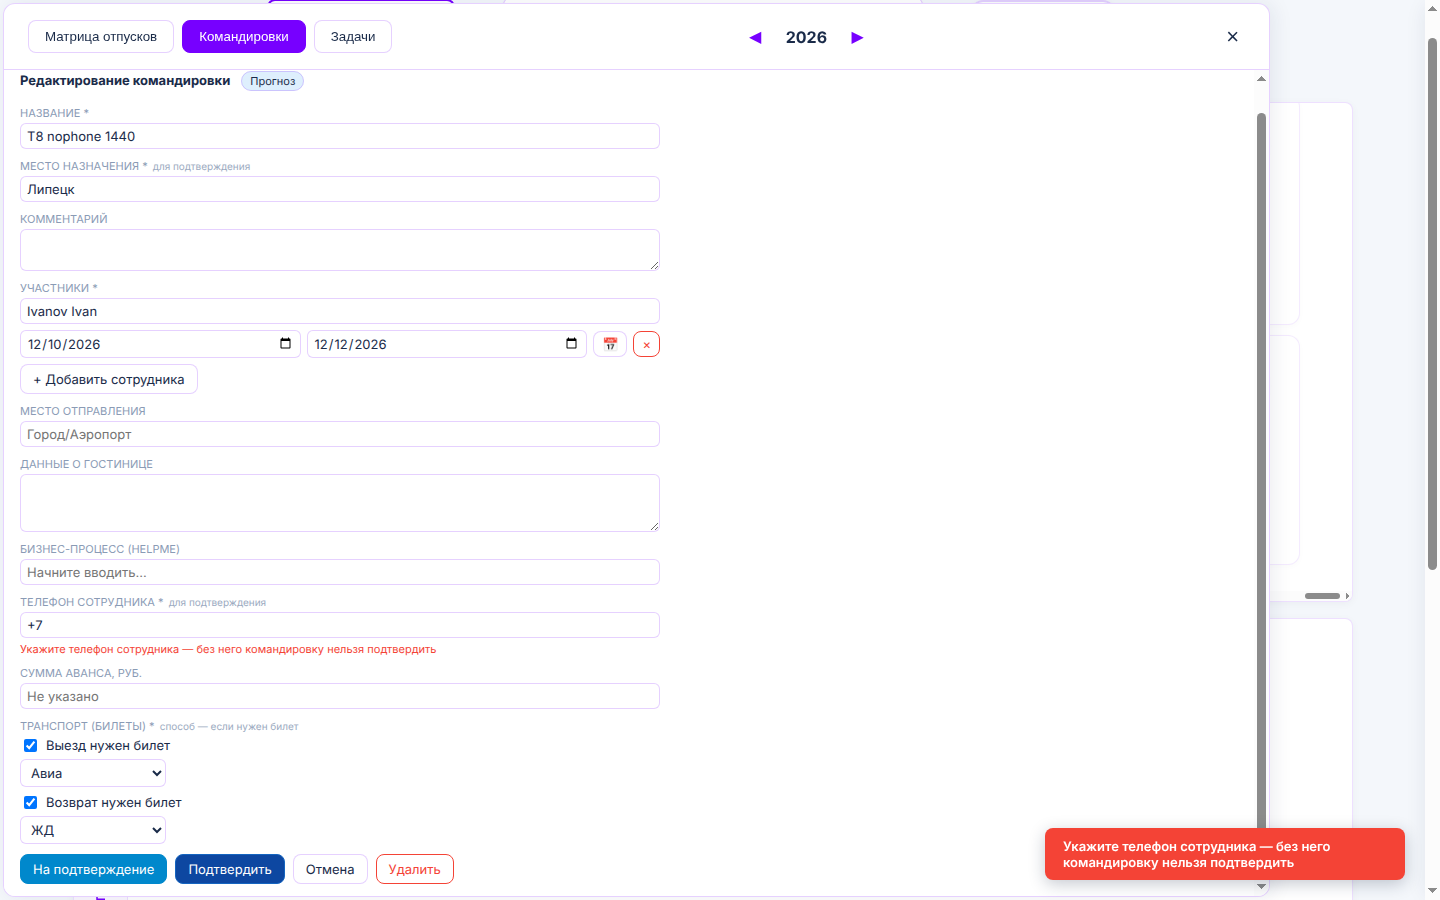 Матрица отпусков
Командировки
Задачи
◀ 2026 ▶
×
Редактирование командировки
Прогноз
НАЗВАНИЕ *
T8 nophone 1440
МЕСТО НАЗНАЧЕНИЯ * для подтверждения
Липецк
КОММЕНТАРИЙ
УЧАСТНИКИ *
Ivanov Ivan
12/10/2026
12/12/2026
×
+ Добавить сотрудника
МЕСТО ОТПРАВЛЕНИЯ
Город/Аэропорт
ДАННЫЕ О ГОСТИНИЦЕ
БИЗНЕС-ПРОЦЕСС (HELPME)
Начните вводить...
ТЕЛЕФОН СОТРУДНИКА * для подтверждения
+7
Укажите телефон сотрудника — без него командировку нельзя подтвердить
СУММА АВАНСА, РУБ.
Не указано
ТРАНСПОРТ (БИЛЕТЫ) * способ — если нужен билет
Выезд нужен билет
Авиа
Возврат нужен билет
ЖД
На подтверждение
Подтвердить
Отмена
Удалить
Укажите телефон сотрудника — без него
командировку нельзя подтвердить